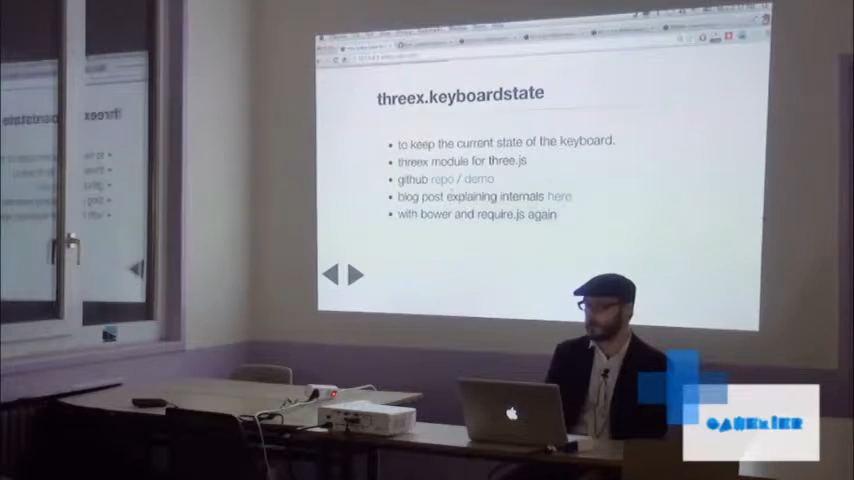 threex.keyboardstate
• to keep the current state of the keyboard.
• threex module for three.js
• github repo / demo
• blog post explaining internals here
• with bower and require.js again